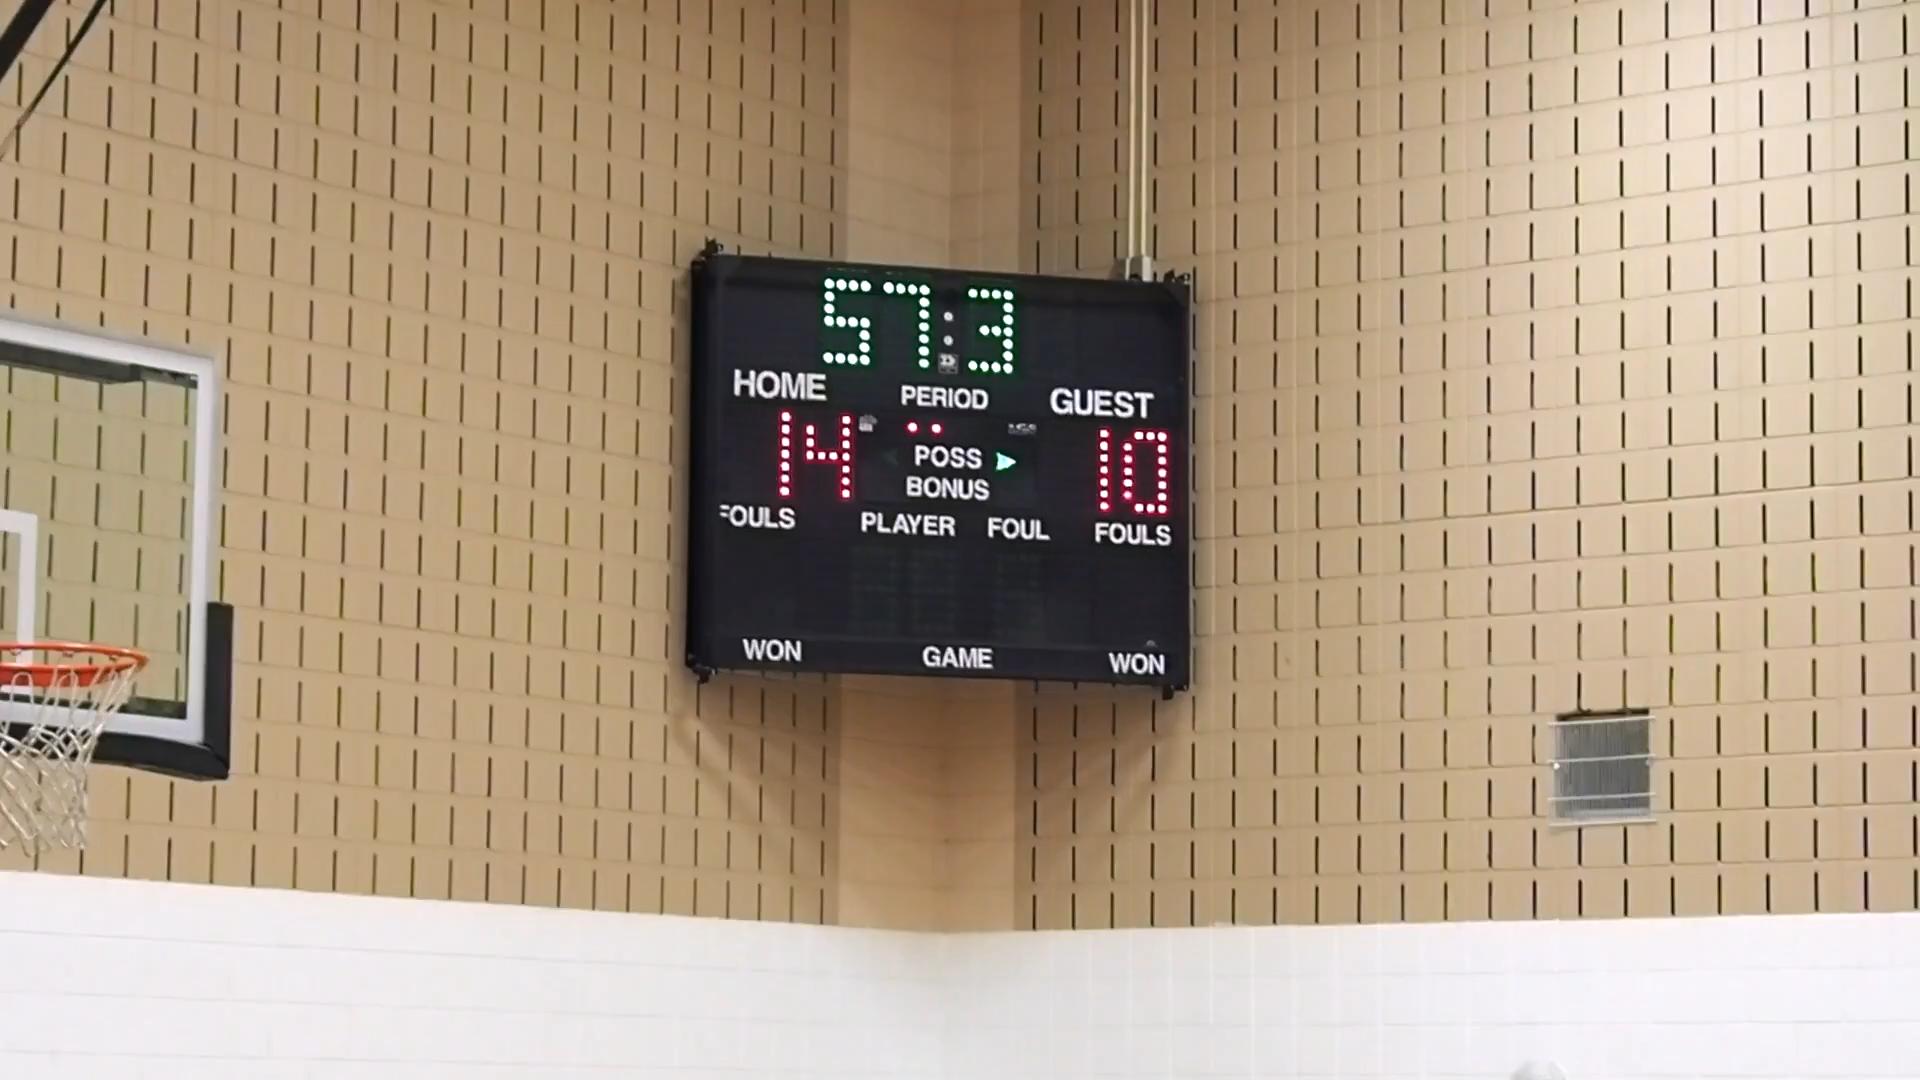 57:3
HOME PERIOD GUEST
14 10
POSS
BONUS
FOULS PLAYER FOUL FOULS
WON GAME WON